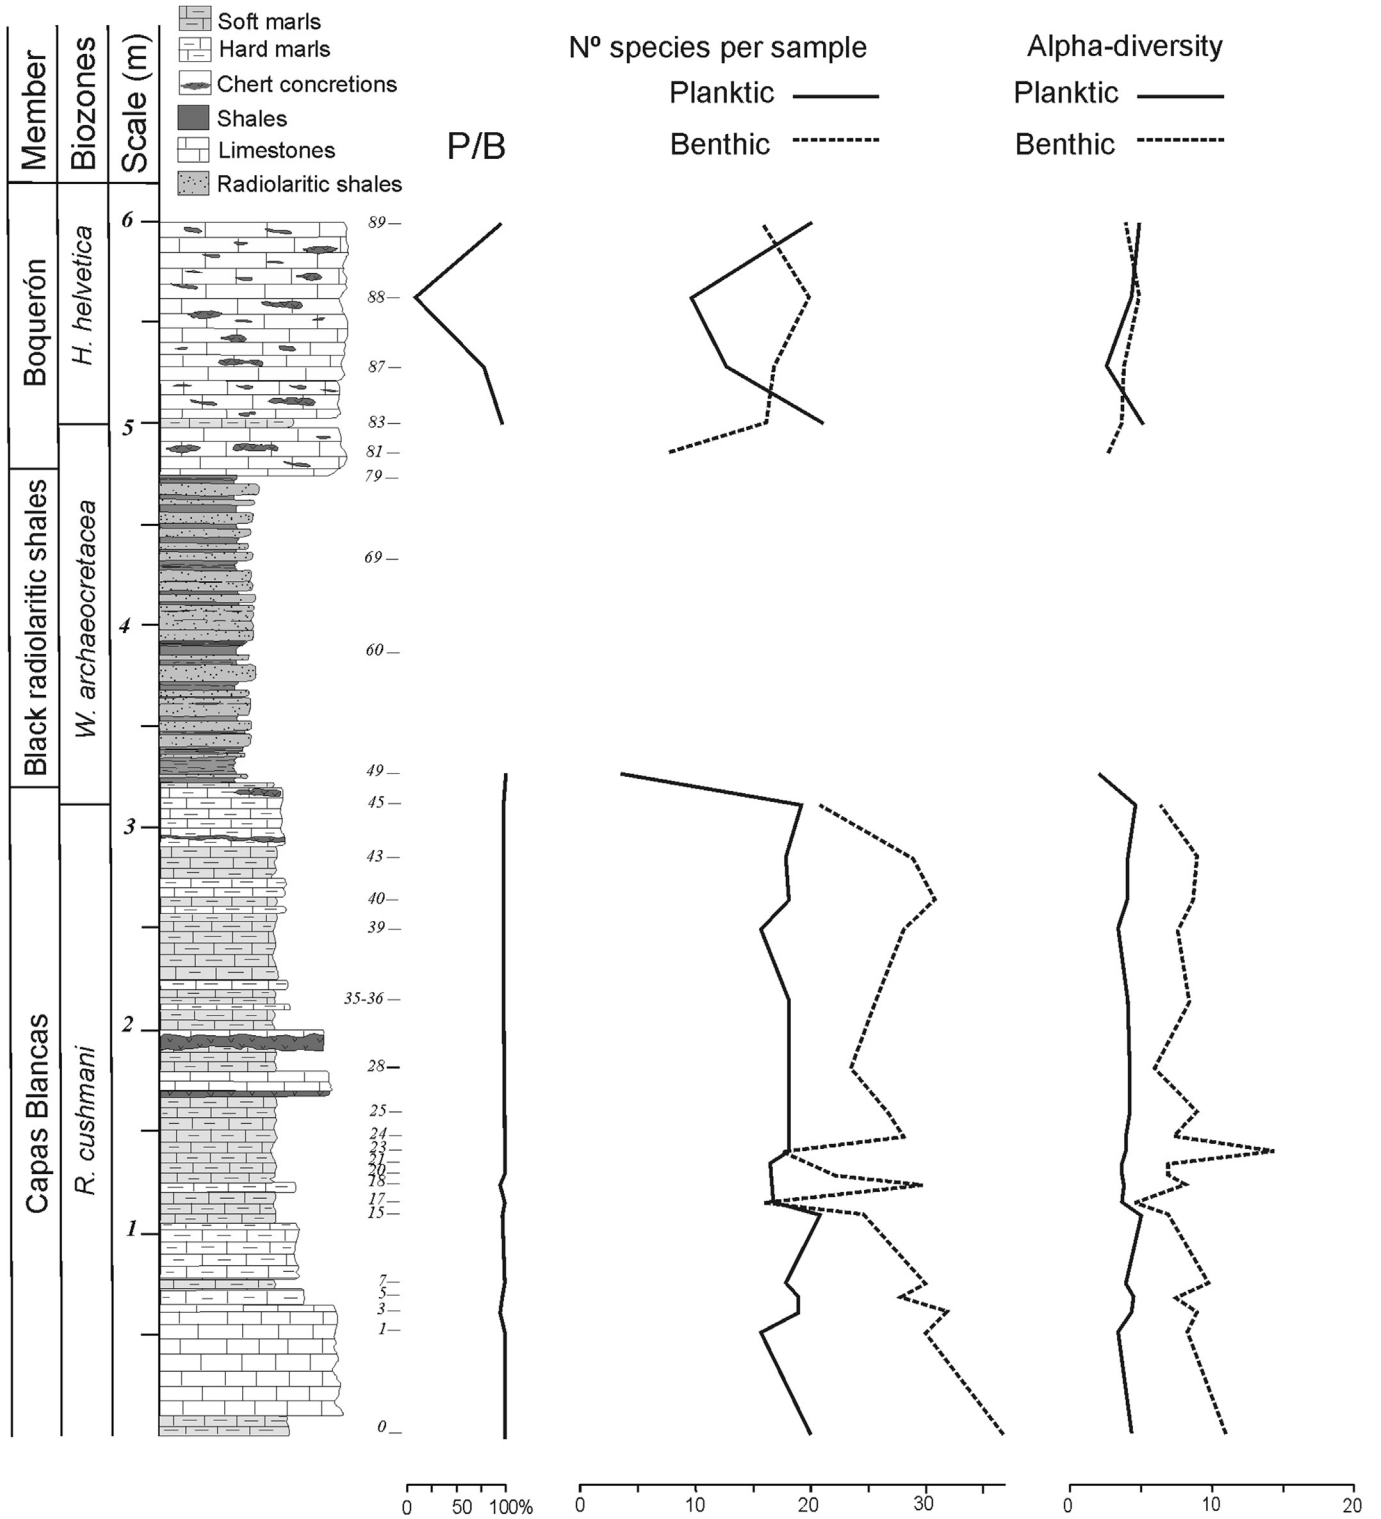 Member
Biozones
Scale (m)
Soft marls
Hard marls
Chert concretions
Shales
Limestones
Radiolaritic shales
P/B
Nº species per sample
Planktic
Benthic
Alpha-diversity
Planktic
Benthic
Boquerón
Black radiolaritic shales
Capas Blancas
H. helvetica
W. archaeocretacea
R. cushmani
6
5
4
3
2
1
89
88
87
83
81
79
69
60
49
45
43
40
39
35-36
28
25
24
23
21
20
18
17
15
7
5
3
1
0
0 50 100%
0 10 20 30
0 10 20